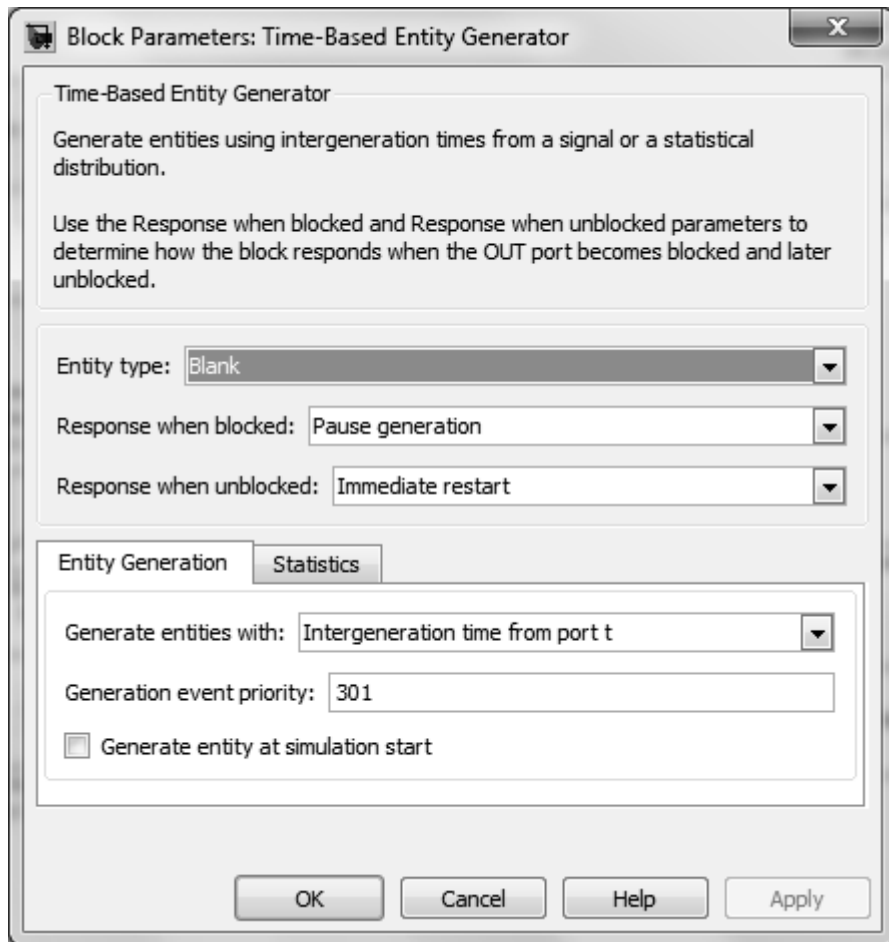 Block Parameters: Time-Based Entity Generator
X
Time-Based Entity Generator
Generate entities using intergeneration times from a signal or a statistical
distribution.
Use the Response when blocked and Response when unblocked parameters to
determine how the block responds when the OUT port becomes blocked and later
unblocked.
Entity type: Blank
Response when blocked: Pause generation
Response when unblocked: Immediate restart
Entity Generation Statistics
Generate entities with: Intergeneration time from port t
Generation event priority: 301
Generate entity at simulation start
OK Cancel Help Apply